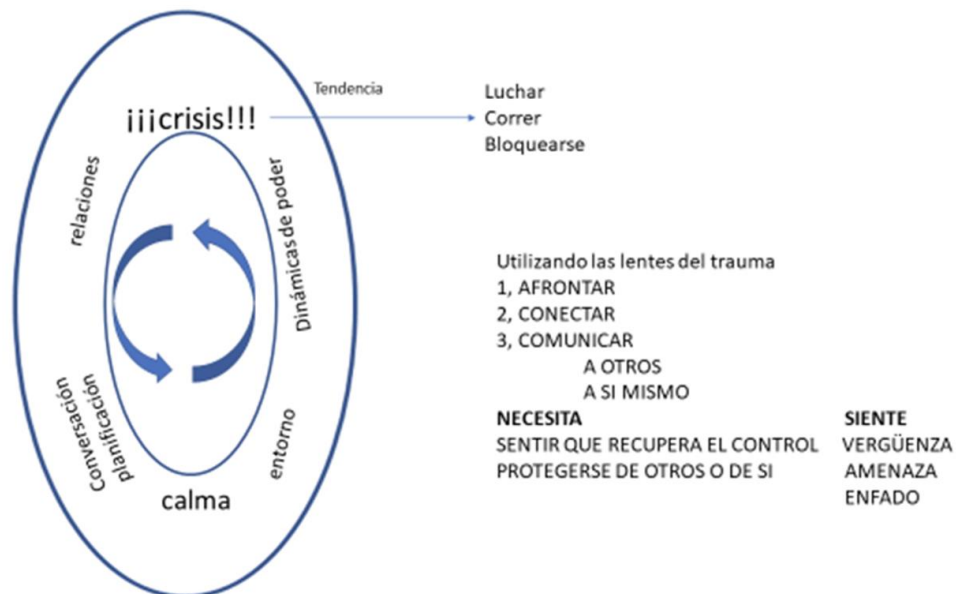 Tendencia
¡¡¡crisis!!!
Luchar
Correr
Bloquearse
relaciones
Dinámicas de poder
Conversación
planificación
entorno
calma
Utilizando las lentes del trauma
1, AFRONTAR
2, CONECTAR
3, COMUNICAR
A OTROS
A SI MISMO
NECESITA
SENTIR QUE RECUPERA EL CONTROL
PROTEGERSE DE OTROS O DE SI
SIENTE
VERGÜENZA
AMENAZA
ENFADO